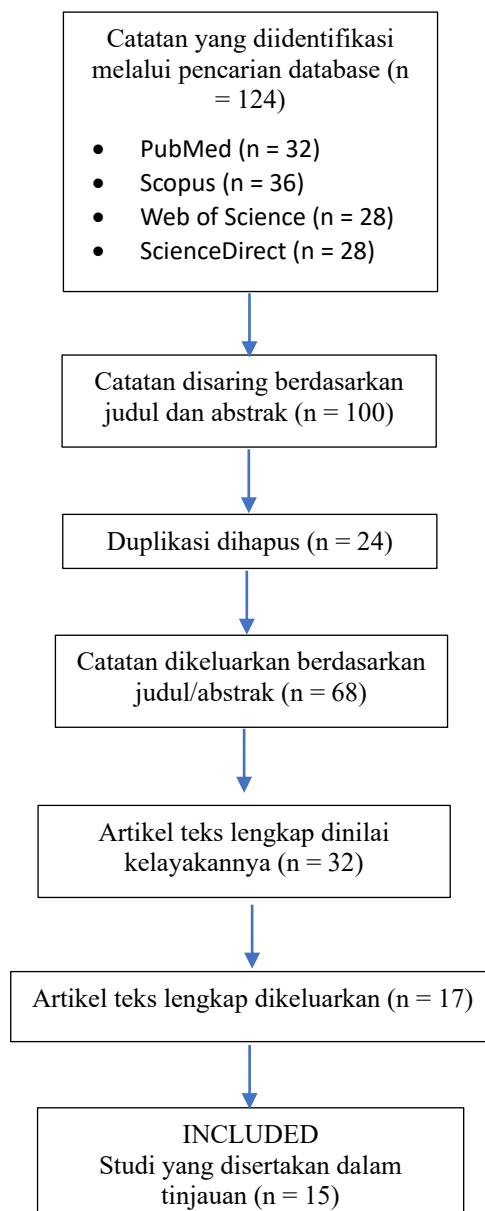 Catatan yang diidentifikasi
melalui pencarian database (n
= 124)
• PubMed (n = 32)
• Scopus (n = 36)
• Web of Science (n = 28)
• ScienceDirect (n = 28)
Catatan disaring berdasarkan
judul dan abstrak (n = 100)
Duplikasi dihapus (n = 24)
Catatan dikeluarkan berdasarkan
judul/abstrak (n = 68)
Artikel teks lengkap dinilai
kelayakannya (n = 32)
Artikel teks lengkap dikeluarkan (n = 17)
INCLUDED
Studi yang disertakan dalam
tinjauan (n = 15)